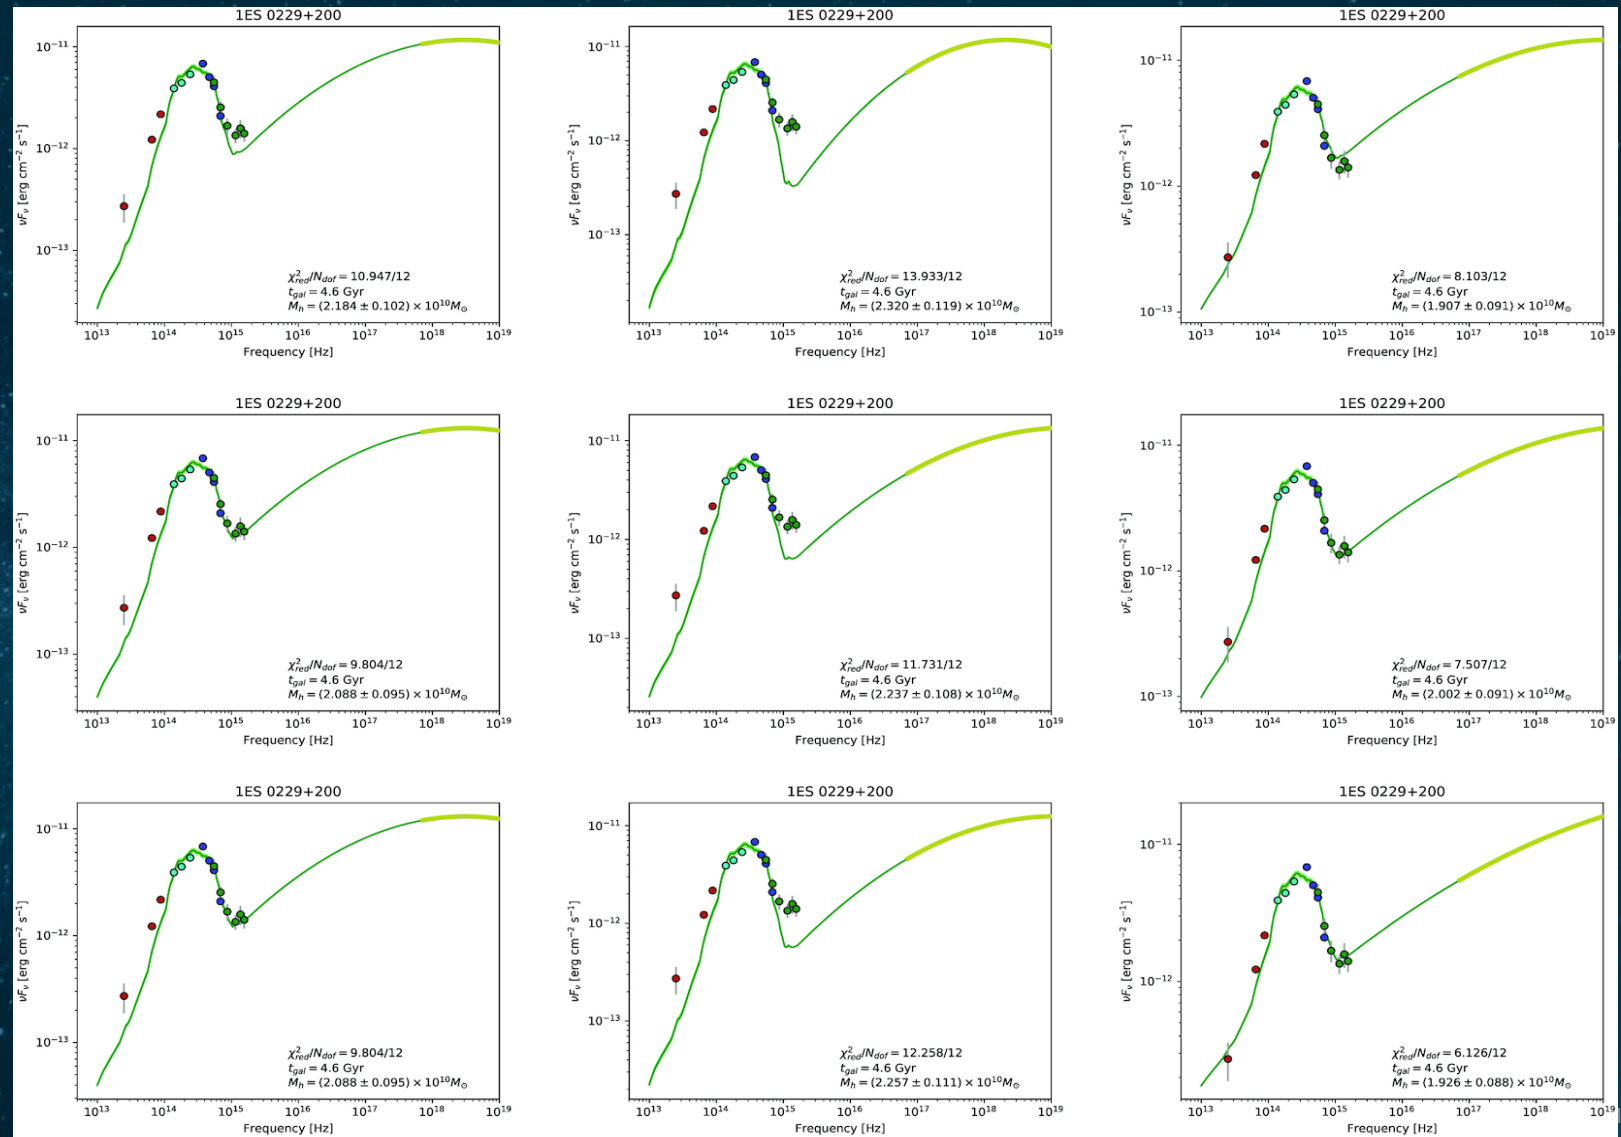 1ES 0229+200
νFν [erg cm⁻² s⁻¹]
10⁻¹¹
10⁻¹²
10⁻¹³
χ²red/Ndof = 10.947/12
tgal = 4.6 Gyr
Mh = (2.184 ± 0.102) × 10¹⁰M⊙
10¹³ 10¹⁴ 10¹⁵ 10¹⁶ 10¹⁷ 10¹⁸ 10¹⁹
Frequency [Hz]
1ES 0229+200
νFν [erg cm⁻² s⁻¹]
10⁻¹¹
10⁻¹²
10⁻¹³
χ²red/Ndof = 13.933/12
tgal = 4.6 Gyr
Mh = (2.320 ± 0.119) × 10¹⁰M⊙
10¹³ 10¹⁴ 10¹⁵ 10¹⁶ 10¹⁷ 10¹⁸ 10¹⁹
Frequency [Hz]
1ES 0229+200
νFν [erg cm⁻² s⁻¹]
10⁻¹¹
10⁻¹²
10⁻¹³
χ²red/Ndof = 8.103/12
tgal = 4.6 Gyr
Mh = (1.907 ± 0.091) × 10¹⁰M⊙
10¹³ 10¹⁴ 10¹⁵ 10¹⁶ 10¹⁷ 10¹⁸ 10¹⁹
Frequency [Hz]
1ES 0229+200
νFν [erg cm⁻² s⁻¹]
10⁻¹¹
10⁻¹²
10⁻¹³
χ²red/Ndof = 9.804/12
tgal = 4.6 Gyr
Mh = (2.088 ± 0.095) × 10¹⁰M⊙
10¹³ 10¹⁴ 10¹⁵ 10¹⁶ 10¹⁷ 10¹⁸ 10¹⁹
Frequency [Hz]
1ES 0229+200
νFν [erg cm⁻² s⁻¹]
10⁻¹¹
10⁻¹²
10⁻¹³
χ²red/Ndof = 11.731/12
tgal = 4.6 Gyr
Mh = (2.237 ± 0.108) × 10¹⁰M⊙
10¹³ 10¹⁴ 10¹⁵ 10¹⁶ 10¹⁷ 10¹⁸ 10¹⁹
Frequency [Hz]
1ES 0229+200
νFν [erg cm⁻² s⁻¹]
10⁻¹¹
10⁻¹²
10⁻¹³
χ²red/Ndof = 7.507/12
tgal = 4.6 Gyr
Mh = (2.002 ± 0.091) × 10¹⁰M⊙
10¹³ 10¹⁴ 10¹⁵ 10¹⁶ 10¹⁷ 10¹⁸ 10¹⁹
Frequency [Hz]
1ES 0229+200
νFν [erg cm⁻² s⁻¹]
10⁻¹¹
10⁻¹²
10⁻¹³
χ²red/Ndof = 9.804/12
tgal = 4.6 Gyr
Mh = (2.088 ± 0.095) × 10¹⁰M⊙
10¹³ 10¹⁴ 10¹⁵ 10¹⁶ 10¹⁷ 10¹⁸ 10¹⁹
Frequency [Hz]
1ES 0229+200
νFν [erg cm⁻² s⁻¹]
10⁻¹¹
10⁻¹²
10⁻¹³
χ²red/Ndof = 12.258/12
tgal = 4.6 Gyr
Mh = (2.257 ± 0.111) × 10¹⁰M⊙
10¹³ 10¹⁴ 10¹⁵ 10¹⁶ 10¹⁷ 10¹⁸ 10¹⁹
Frequency [Hz]
1ES 0229+200
νFν [erg cm⁻² s⁻¹]
10⁻¹¹
10⁻¹²
χ²red/Ndof = 6.126/12
tgal = 4.6 Gyr
Mh = (1.926 ± 0.088) × 10¹⁰M⊙
10¹³ 10¹⁴ 10¹⁵ 10¹⁶ 10¹⁷ 10¹⁸ 10¹⁹
Frequency [Hz]